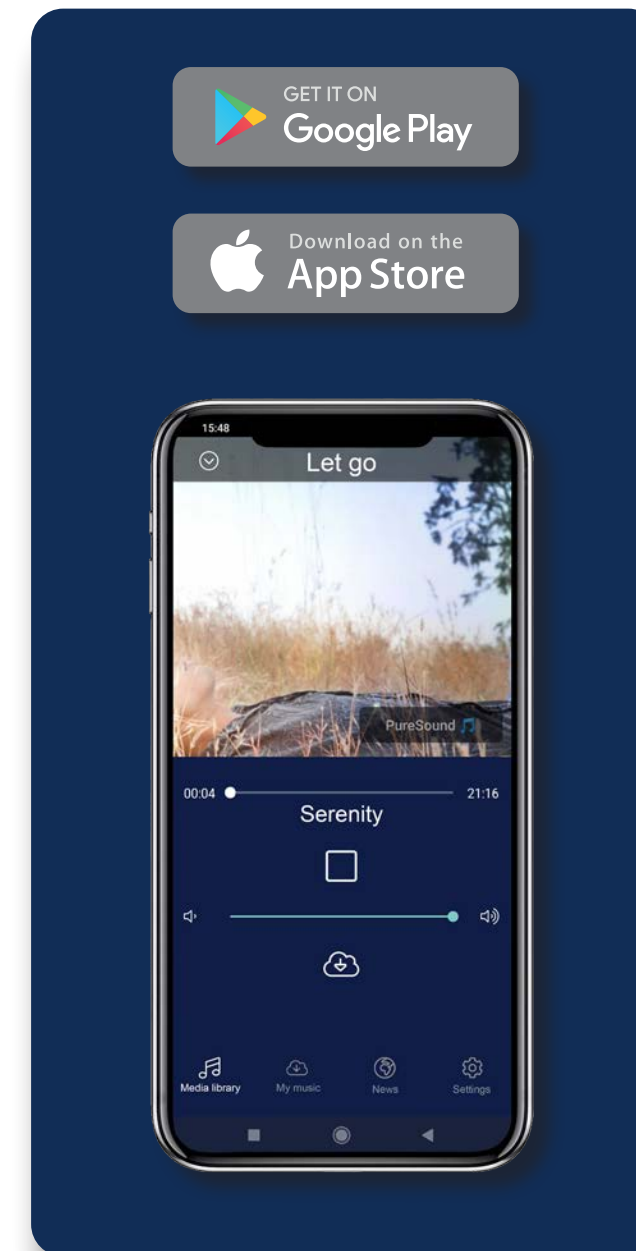 GET IT ON
Google Play
Download on the
App Store
15:48
Let go
PureSound
00:04
21:16
Serenity
Media library
My music
News
Settings